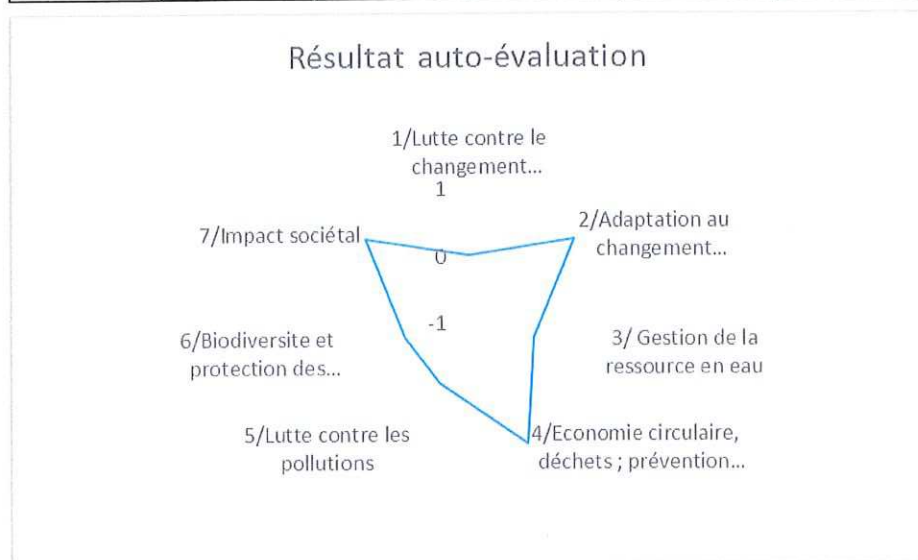 Résultat auto-évaluation
1/Lutte contre le
changement...
1
2/Adaptation au
changement...
7/Impact sociétal
0
-1
3/ Gestion de la
ressource en eau
6/Biodiversite et
protection des...
5/Lutte contre les
pollutions
4/Economie circulaire,
déchets ; prévention...